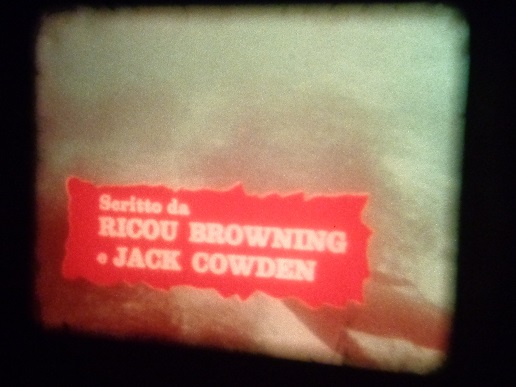 Scritto da
RICOU BROWNING
e JACK COWDEN